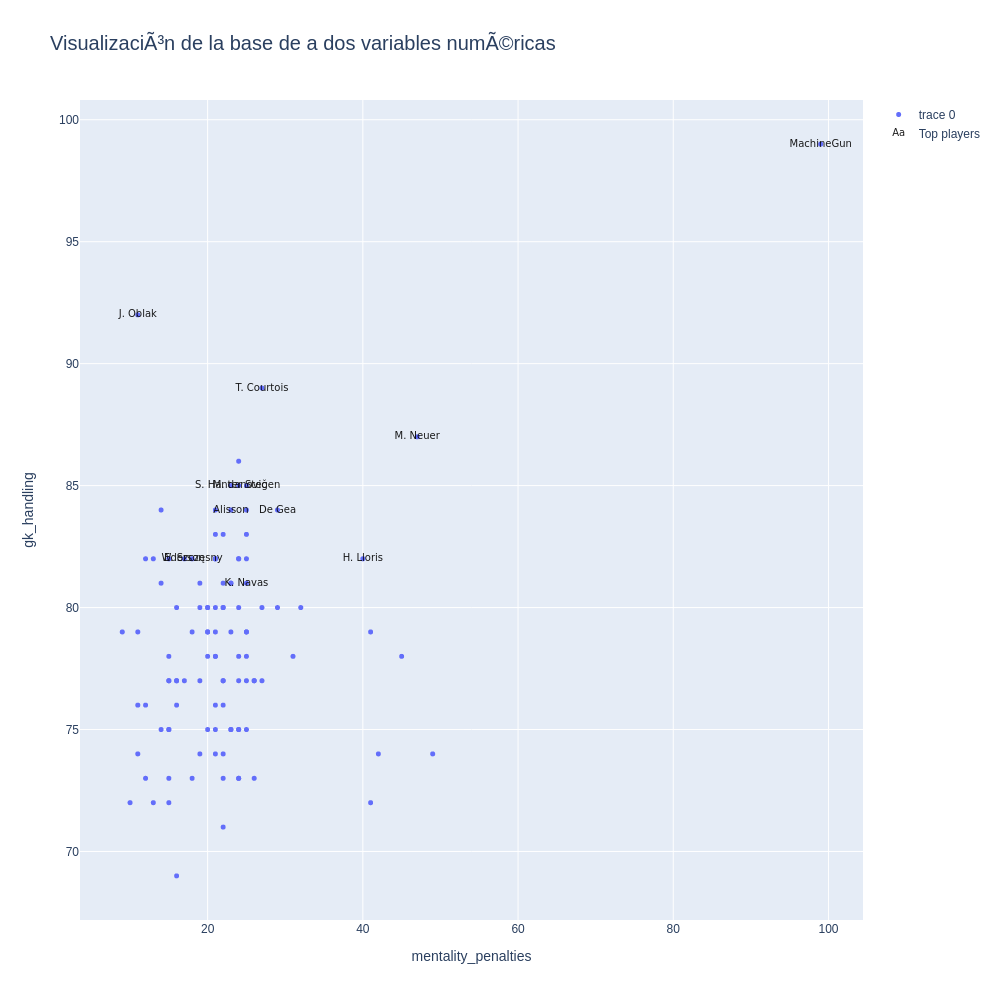 VisualizaciÃ³n de la base de a dos variables numÃ©ricas
100
trace 0
Top players
Aa
MachineGun
95
J. Oblak
90
T. Courtois
M. Neuer
85
S. Handanovič
Alisson
De Gea
H. Lloris
K. Navas
80
75
70
gk_handling
20
40
60
80
100
mentality_penalties